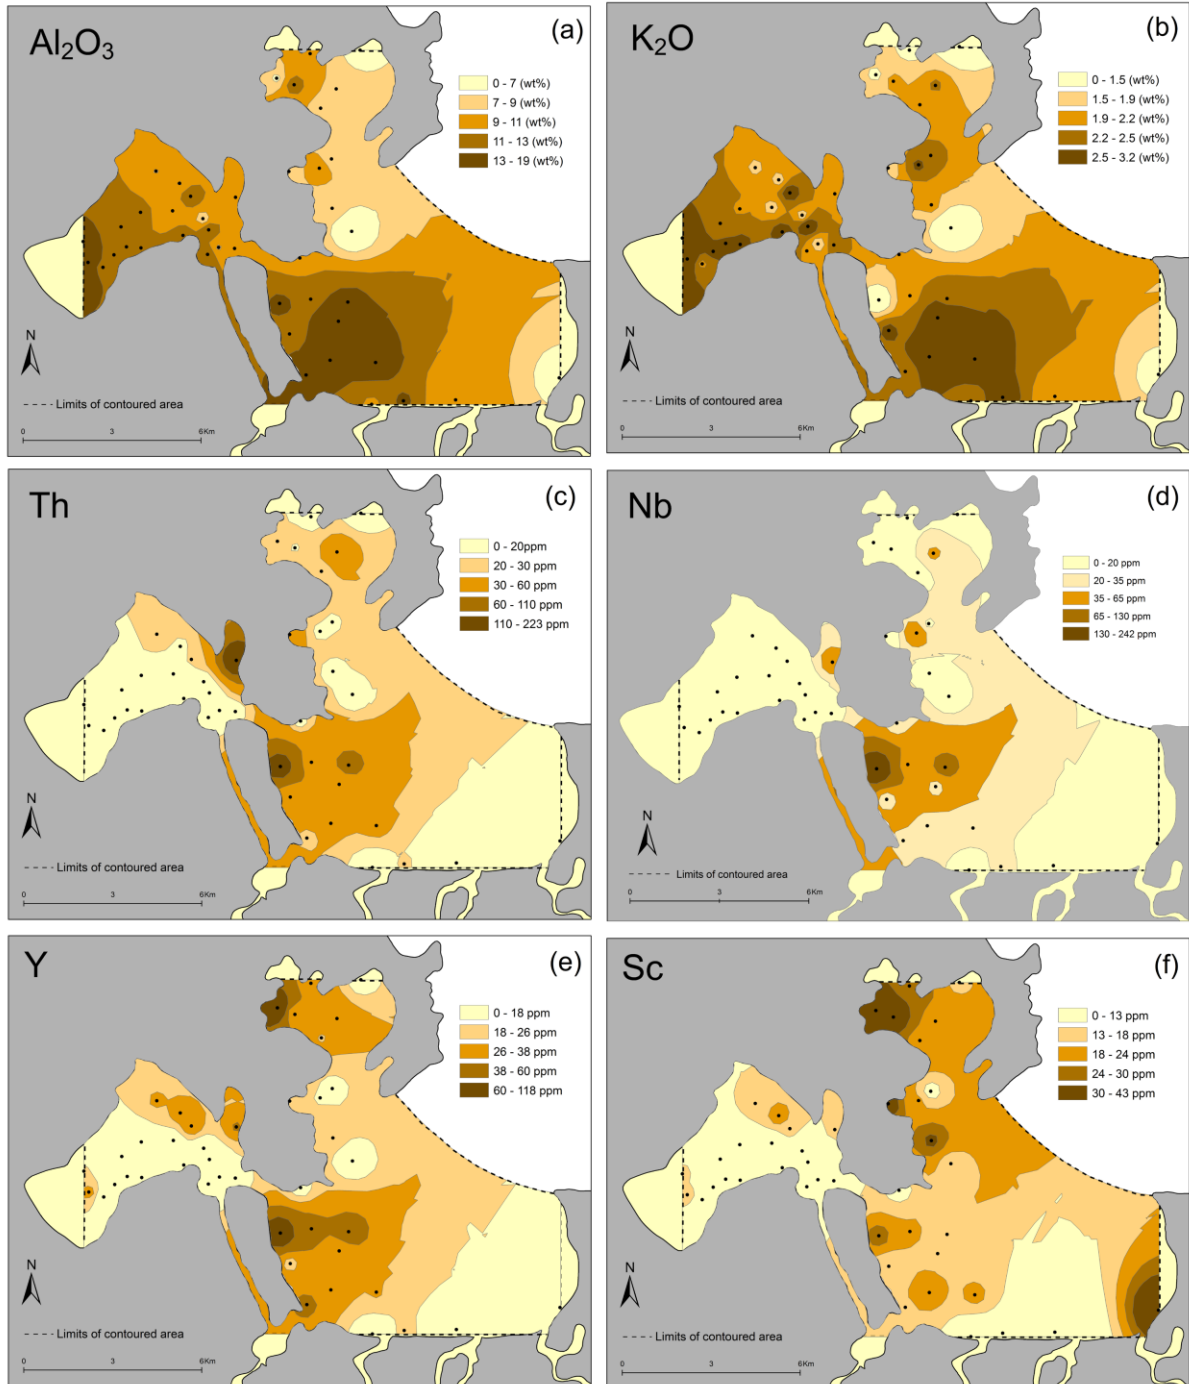 Al₂O₃
(a)
0 - 7 (wt%)
7 - 9 (wt%)
9 - 11 (wt%)
11 - 13 (wt%)
13 - 19 (wt%)
N
Limits of contoured area
0 3 6Km
K₂O
(b)
0 - 1.5 (wt%)
1.5 - 1.9 (wt%)
1.9 - 2.2 (wt%)
2.2 - 2.5 (wt%)
2.5 - 3.2 (wt%)
N
Limits of contoured area
0 3 6Km
Th
(c)
0 - 20ppm
20 - 30 ppm
30 - 60 ppm
60 - 110 ppm
110 - 223 ppm
N
Limits of contoured area
0 3 6Km
Nb
(d)
0 - 20 ppm
20 - 35 ppm
35 - 65 ppm
65 - 130 ppm
130 - 242 ppm
N
Limits of contoured area
0 3 6Km
Y
(e)
0 - 18 ppm
18 - 26 ppm
26 - 38 ppm
38 - 60 ppm
60 - 118 ppm
N
Limits of contoured area
0 3 6Km
Sc
(f)
0 - 13 ppm
13 - 18 ppm
18 - 24 ppm
24 - 30 ppm
30 - 43 ppm
N
Limits of contoured area
0 3 6Km